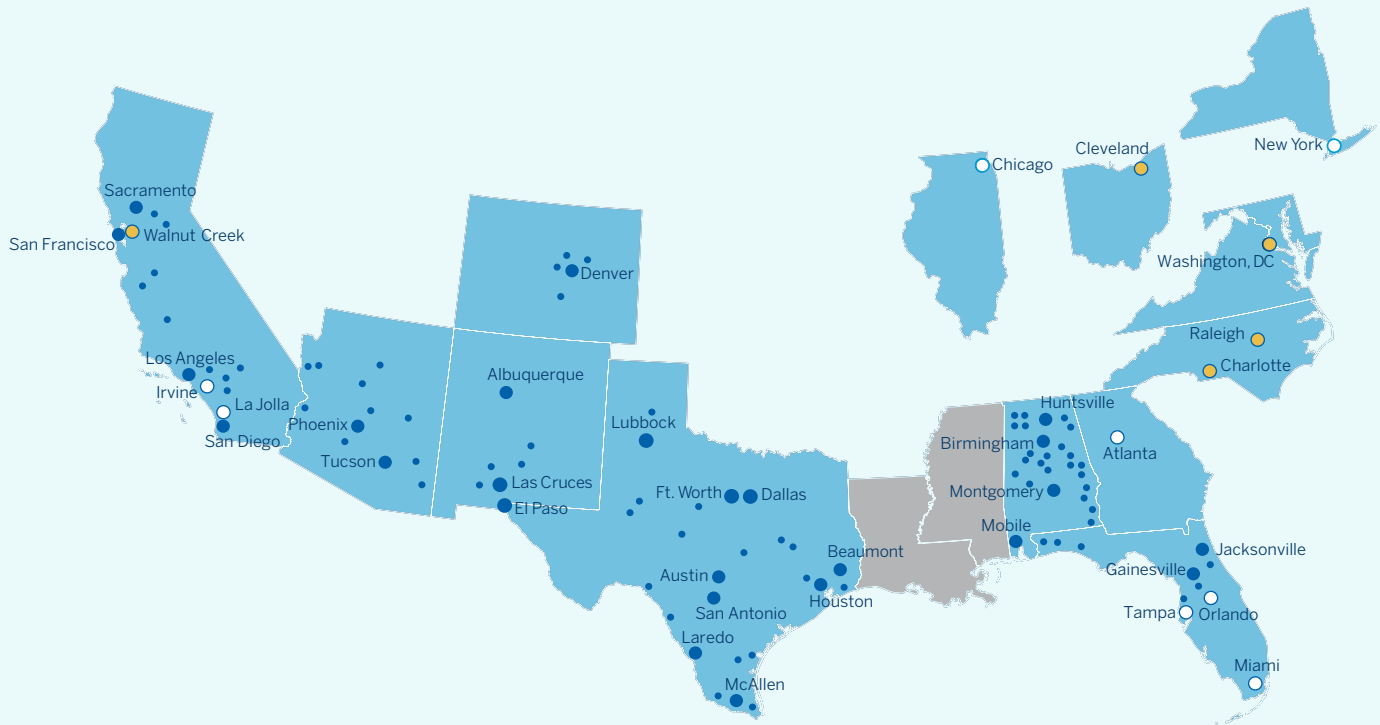 New York
Cleveland
Chicago
Sacramento
San Francisco
Walnut Creek
Washington, DC
Denver
Raleigh
Charlotte
Los Angeles
Irvine
La Jolla
San Diego
Albuquerque
Phoenix
Tucson
Lubbock
Las Cruces
El Paso
Ft. Worth
Dallas
Huntsville
Birmingham
Atlanta
Montgomery
Mobile
Beaumont
Austin
Houston
San Antonio
Laredo
McAllen
Jacksonville
Gainesville
Tampa
Orlando
Miami